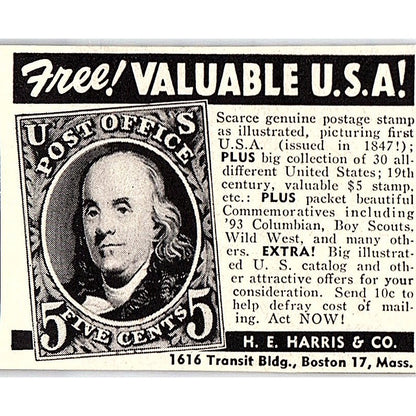 Free! VALUABLE U.S.A!
U S
POST OFFICE
5 5
FIVE CENTS
Scarce genuine postage stamp
as illustrated, picturing first
U.S.A. (issued in 1847!);
PLUS big collection of 30 all-
different United States; 19th
century, valuable $5 stamp,
etc.: PLUS packet beautiful
Commemoratives including
'93 Columbian, Boy Scouts,
Wild West, and many oth-
ers. EXTRA! Big illustrat-
ed U. S. catalog and oth-
er attractive offers for your
consideration. Send 10c to
help defray cost of mail-
ing. Act NOW!
H. E. HARRIS & CO.
1616 Transit Bldg., Boston 17, Mass.